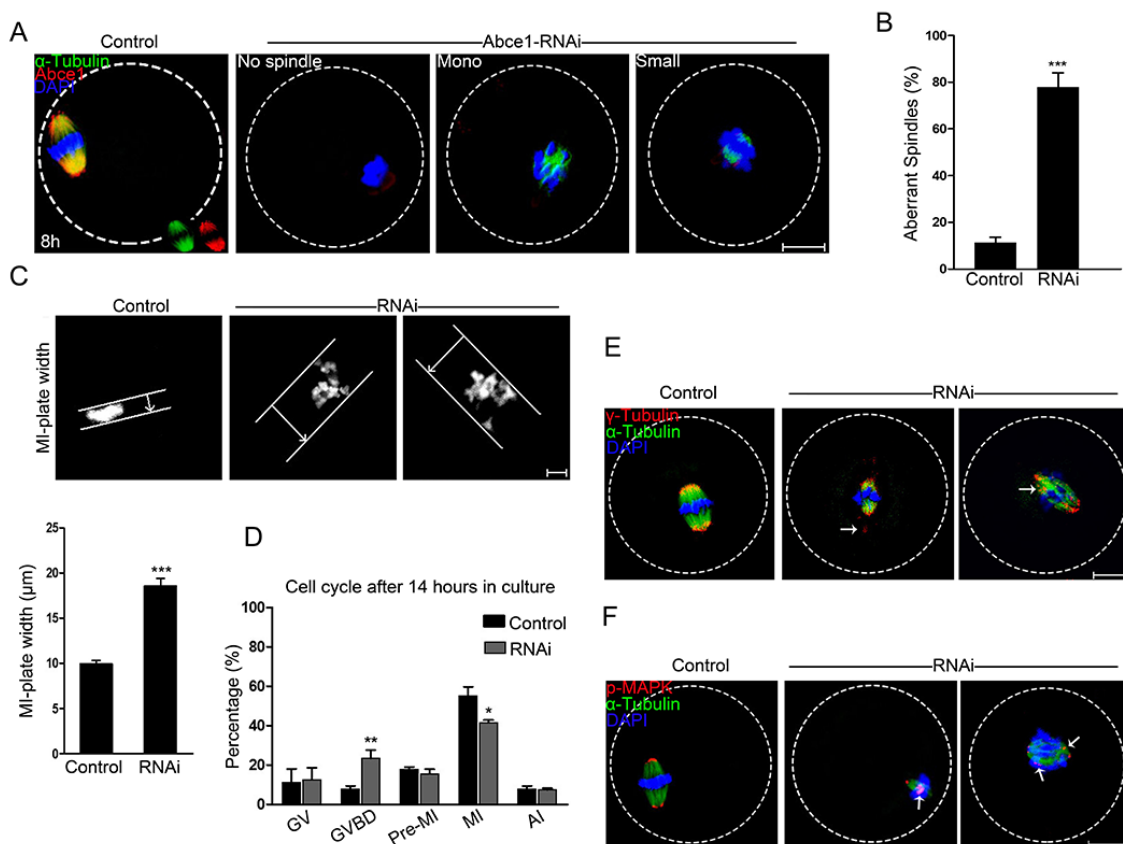 A
Control
Abce1-RNAi
α-Tubulin
Abce1
DAPI
No spindle
Mono
Small
8h
B
Aberrant Spindles (%)
100
80
60
40
20
0
***
Control RNAi
C
Control
RNAi
MI-plate width
MI-plate width (μm)
25
20
15
10
5
0
***
Control RNAi
D
Cell cycle after 14 hours in culture
Percentage (%)
100
80
60
40
20
0
Control
RNAi
**
*
GV GVBD Pre-MI MI AI
E
Control
RNAi
γ-Tubulin
α-Tubulin
DAPI
F
Control
RNAi
p-MAPK
α-Tubulin
DAPI